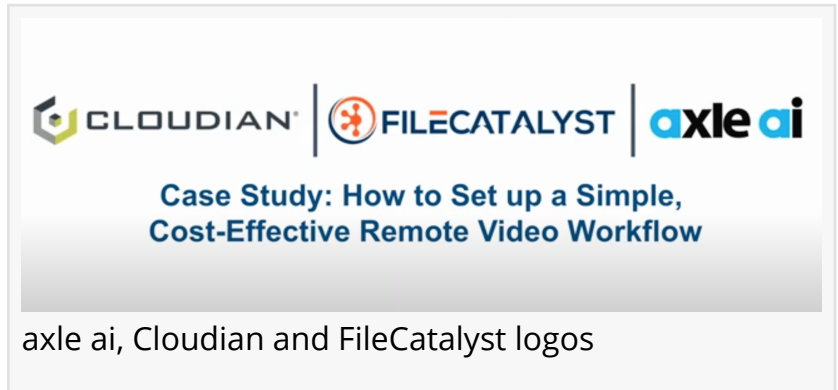 CLOUDIAN® | FILECATALYST | axle ai
Case Study: How to Set up a Simple,
Cost-Effective Remote Video Workflow
axle ai, Cloudian and FileCatalyst logos